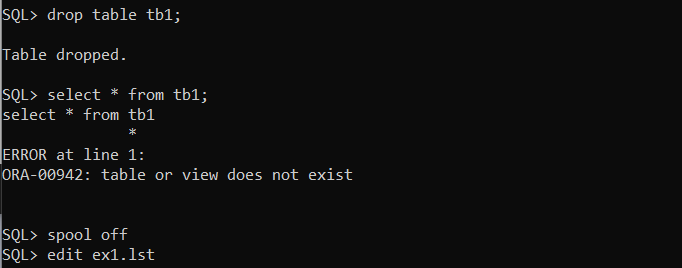 SQL> drop table tb1;
Table dropped.
SQL> select * from tb1;
select * from tb1
*
ERROR at line 1:
ORA-00942: table or view does not exist
SQL> spool off
SQL> edit ex1.lst